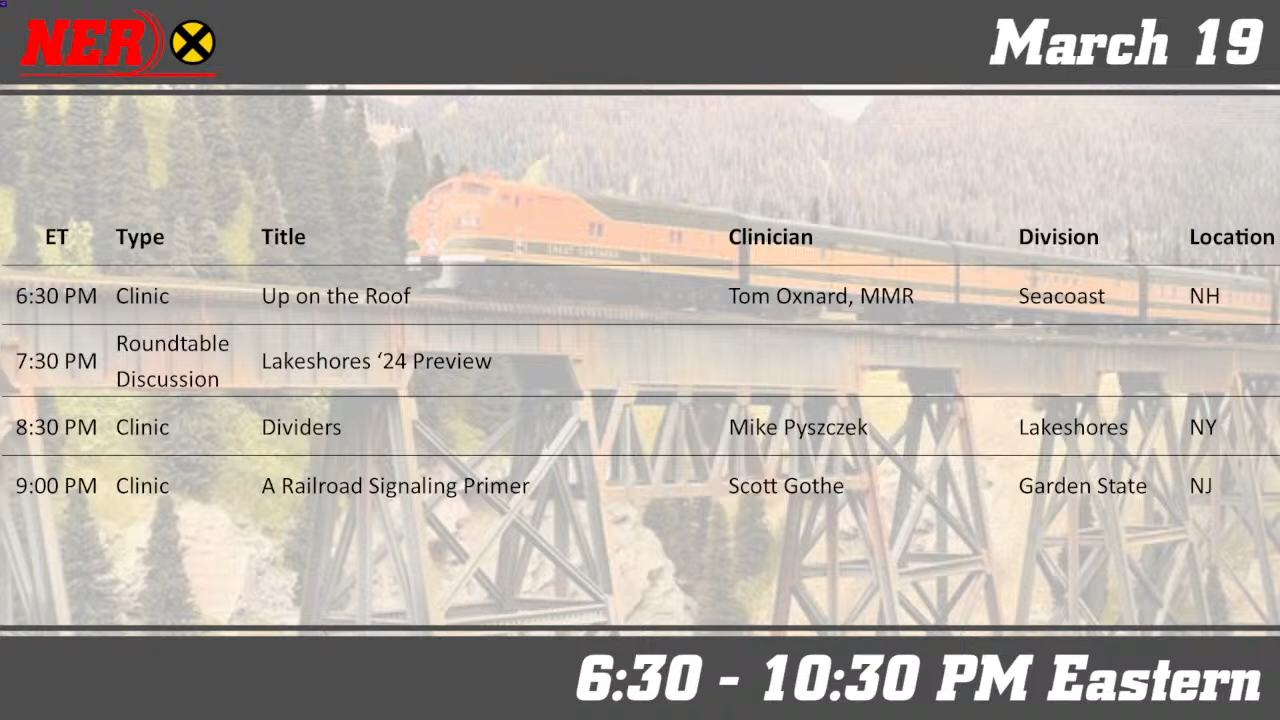 NER X
March 19
ET Type Title Clinician Division Location
6:30 PM Clinic Up on the Roof Tom Oxnard, MMR Seacoast NH
7:30 PM Roundtable Discussion Lakeshores ‘24 Preview
8:30 PM Clinic Dividers Mike Pyszczek Lakeshores NY
9:00 PM Clinic A Railroad Signaling Primer Scott Gothe Garden State NJ
6:30 - 10:30 PM Eastern